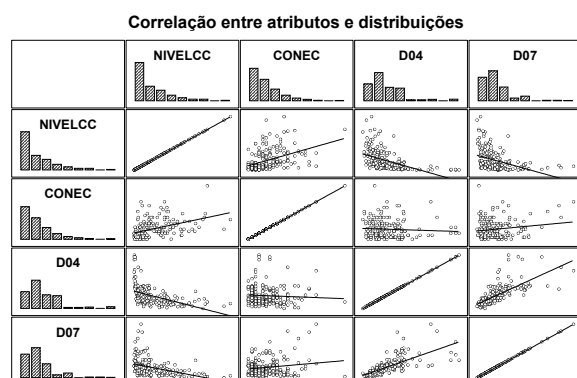 Correlação entre atributos e distribuições
NIVELCC CONEC D04 D07
NIVELCC
CONEC
D04
D07